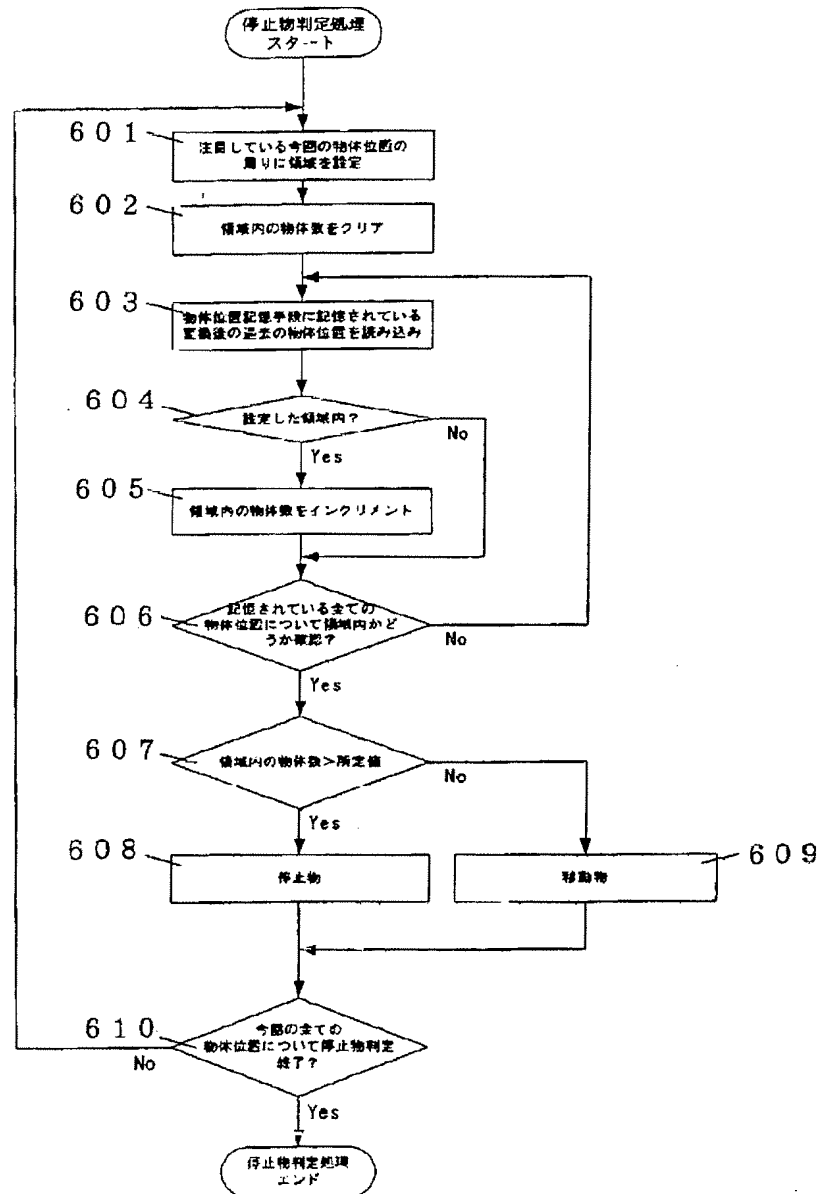 停止物判定処理
スタート
601
注目している今回の物体位置の
周りに領域を設定
602
領域内の物体数をクリア
603
物体位置記憶手段に記憶されている
変換後の過去の物体位置を読み込み
604
設定した領域内?
No
Yes
605
領域内の物体数をインクリメント
606
記憶されている全ての
物体位置について領域内かど
うか確認?
No
Yes
607
領域内の物体数>所定値
No
Yes
608
停止物
移動物
609
610
今回の全ての
物体位置について停止物判定
終了?
No
Yes
停止物判定処理
エンド